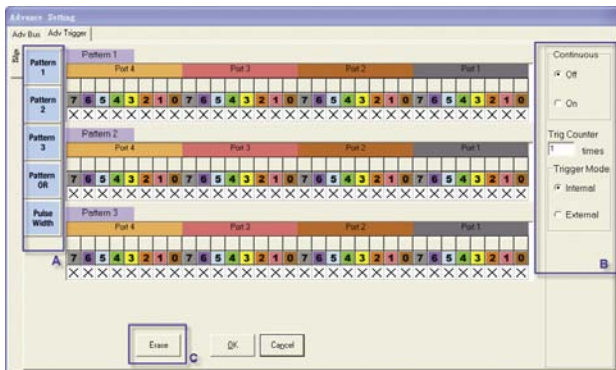 Advance Setting
Adv Bus Adv Trigger
Pattern 1
Pattern 2
Pattern 3
Pattern OR
Pulse Width
A
Pattern 1
Port 4 Port 3 Port 2 Port 1
7 6 5 4 3 2 1 0 7 6 5 4 3 2 1 0 7 6 5 4 3 2 1 0 7 6 5 4 3 2 1 0
X X X X X X X X X X X X X X X X X X X X X X X X X X X X X X X X
Pattern 2
Port 4 Port 3 Port 2 Port 1
7 6 5 4 3 2 1 0 7 6 5 4 3 2 1 0 7 6 5 4 3 2 1 0 7 6 5 4 3 2 1 0
X X X X X X X X X X X X X X X X X X X X X X X X X X X X X X X X
Pattern 3
Port 4 Port 3 Port 2 Port 1
7 6 5 4 3 2 1 0 7 6 5 4 3 2 1 0 7 6 5 4 3 2 1 0 7 6 5 4 3 2 1 0
X X X X X X X X X X X X X X X X X X X X X X X X X X X X X X X X
Continuous
Off
On
Trig Counter
1 times
Trigger Mode
Internal
External
B
Erase C OK Cancel